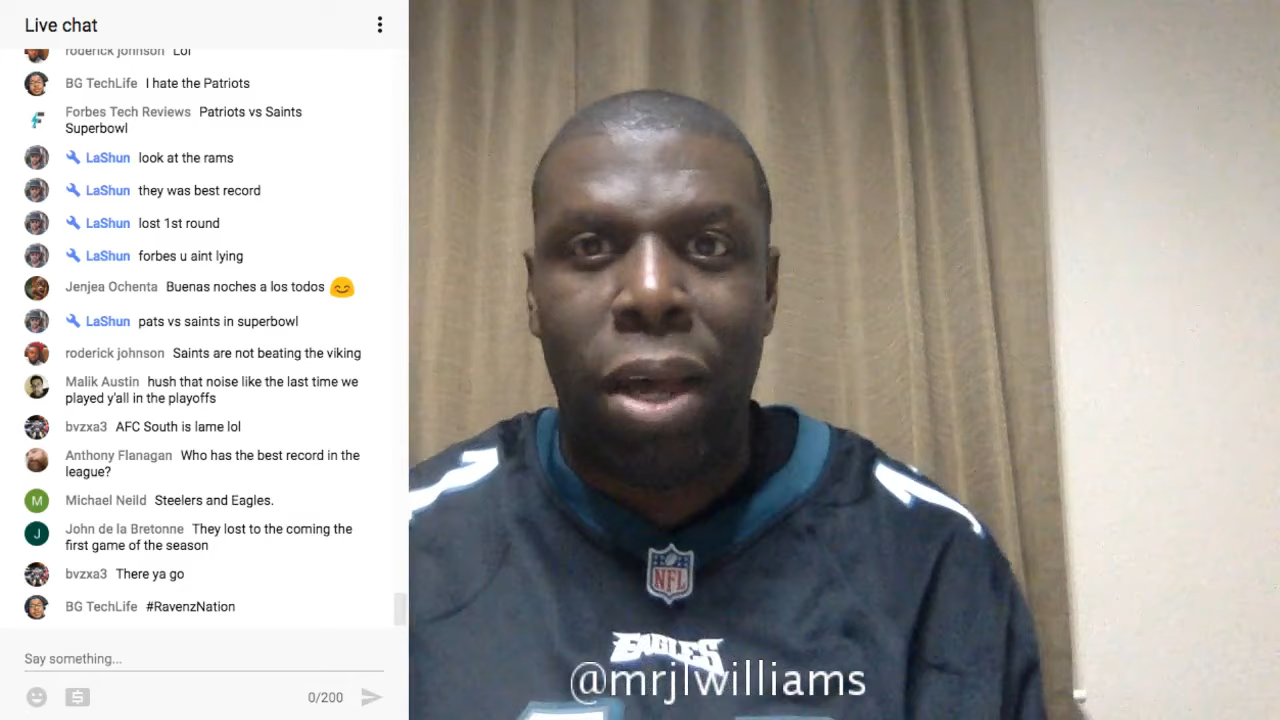 Live chat
roderick johnson Lol
BG TechLife I hate the Patriots
Forbes Tech Reviews Patriots vs Saints
Superbowl
LaShun look at the rams
LaShun they was best record
LaShun lost 1st round
LaShun forbes u aint lying
Jenjea Ochenta Buenas noches a los todos 😊
LaShun pats vs saints in superbowl
roderick johnson Saints are not beating the viking
Malik Austin hush that noise like the last time we
played y'all in the playoffs
bvzxa3 AFC South is lame lol
Anthony Flanagan Who has the best record in the
league?
M Michael Neild Steelers and Eagles.
J John de la Bretonne They lost to the coming the
first game of the season
bvzxa3 There ya go
BG TechLife #RavenzNation
Say something...
0/200
NFL
EAGLES
@mrjlwilliams